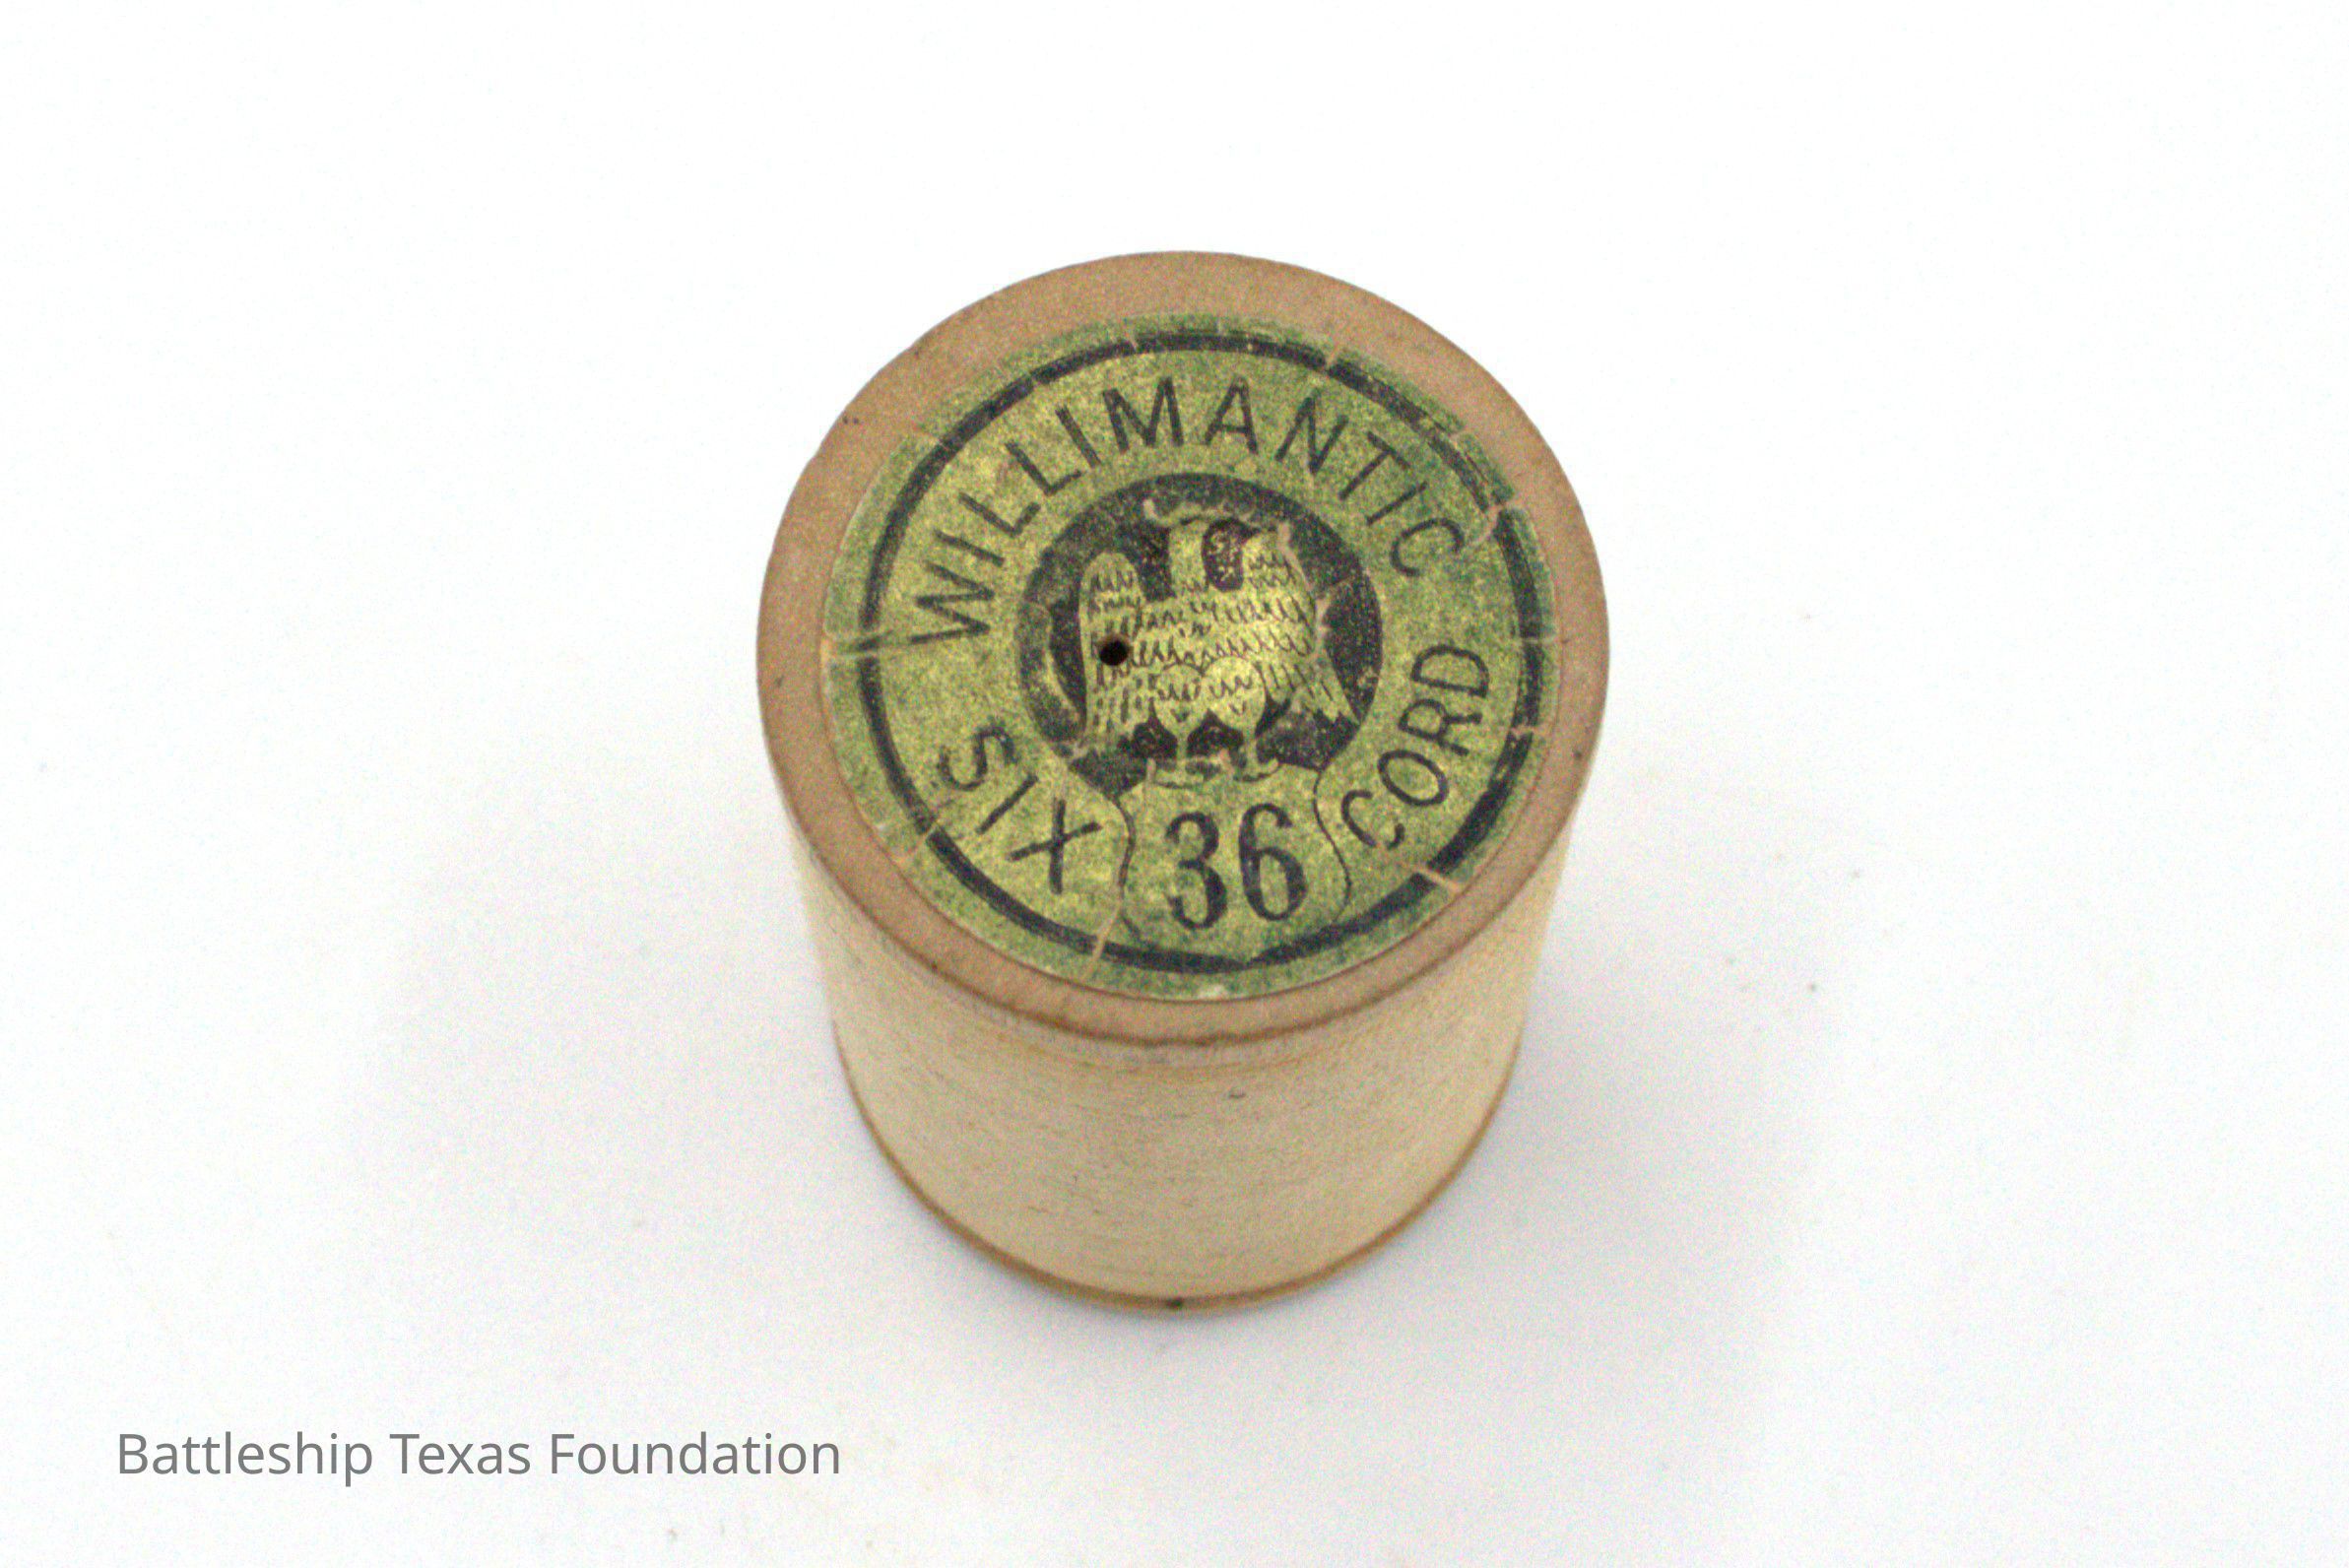 WILLIMANTIC
SIX CORD
36
Battleship Texas Foundation